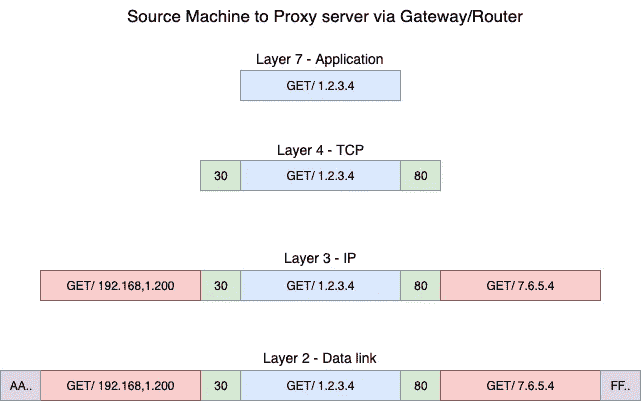 Source Machine to Proxy server via Gateway/Router
Layer 7 - Application
GET/ 1.2.3.4
Layer 4 - TCP
30 GET/ 1.2.3.4 80
Layer 3 - IP
GET/ 192.168,1.200 30 GET/ 1.2.3.4 80 GET/ 7.6.5.4
Layer 2 - Data link
AA.. GET/ 192.168,1.200 30 GET/ 1.2.3.4 80 GET/ 7.6.5.4 FF..